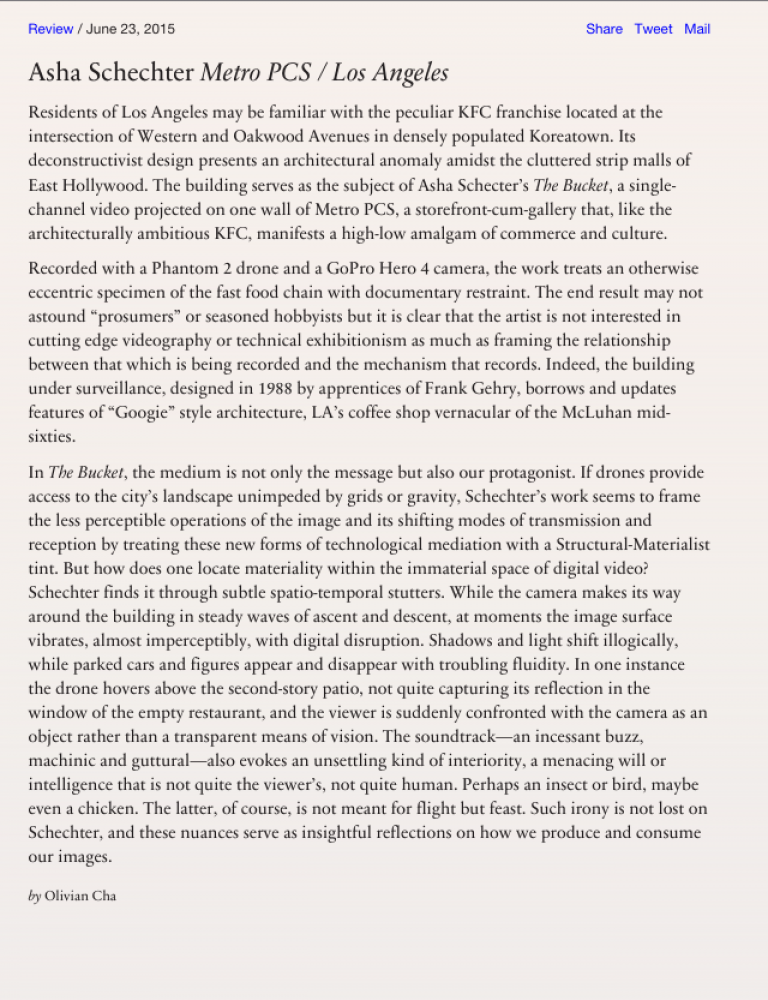 Review / June 23, 2015 Share Tweet Mail
Asha Schechter Metro PCS / Los Angeles
Residents of Los Angeles may be familiar with the peculiar KFC franchise located at the
intersection of Western and Oakwood Avenues in densely populated Koreatown. Its
deconstructivist design presents an architectural anomaly amidst the cluttered strip malls of
East Hollywood. The building serves as the subject of Asha Schecter’s The Bucket, a single-
channel video projected on one wall of Metro PCS, a storefront-cum-gallery that, like the
architecturally ambitious KFC, manifests a high-low amalgam of commerce and culture.
Recorded with a Phantom 2 drone and a GoPro Hero 4 camera, the work treats an otherwise
eccentric specimen of the fast food chain with documentary restraint. The end result may not
astound “prosumers” or seasoned hobbyists but it is clear that the artist is not interested in
cutting edge videography or technical exhibitionism as much as framing the relationship
between that which is being recorded and the mechanism that records. Indeed, the building
under surveillance, designed in 1988 by apprentices of Frank Gehry, borrows and updates
features of “Googie” style architecture, LA’s coffee shop vernacular of the McLuhan mid-
sixties.
In The Bucket, the medium is not only the message but also our protagonist. If drones provide
access to the city’s landscape unimpeded by grids or gravity, Schechter’s work seems to frame
the less perceptible operations of the image and its shifting modes of transmission and
reception by treating these new forms of technological mediation with a Structural-Materialist
tint. But how does one locate materiality within the immaterial space of digital video?
Schechter finds it through subtle spatio-temporal stutters. While the camera makes its way
around the building in steady waves of ascent and descent, at moments the image surface
vibrates, almost imperceptibly, with digital disruption. Shadows and light shift illogically,
while parked cars and figures appear and disappear with troubling fluidity. In one instance
the drone hovers above the second-story patio, not quite capturing its reflection in the
window of the empty restaurant, and the viewer is suddenly confronted with the camera as an
object rather than a transparent means of vision. The soundtrack—an incessant buzz,
machinic and guttural—also evokes an unsettling kind of interiority, a menacing will or
intelligence that is not quite the viewer’s, not quite human. Perhaps an insect or bird, maybe
even a chicken. The latter, of course, is not meant for flight but feast. Such irony is not lost on
Schechter, and these nuances serve as insightful reflections on how we produce and consume
our images.
by Olivian Cha